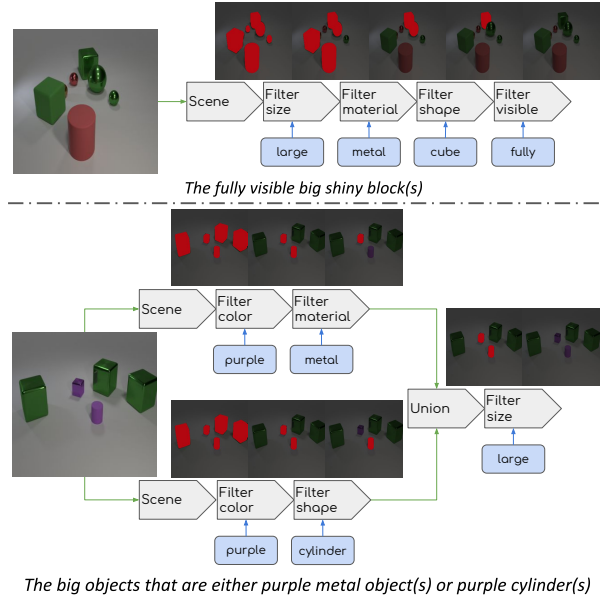 Scene
Filter size
Filter material
Filter shape
Filter visible
large
metal
cube
fully
The fully visible big shiny block(s)
Scene
Filter color
Filter material
purple
metal
Union
Filter size
large
Scene
Filter color
Filter shape
purple
cylinder
The big objects that are either purple metal object(s) or purple cylinder(s)